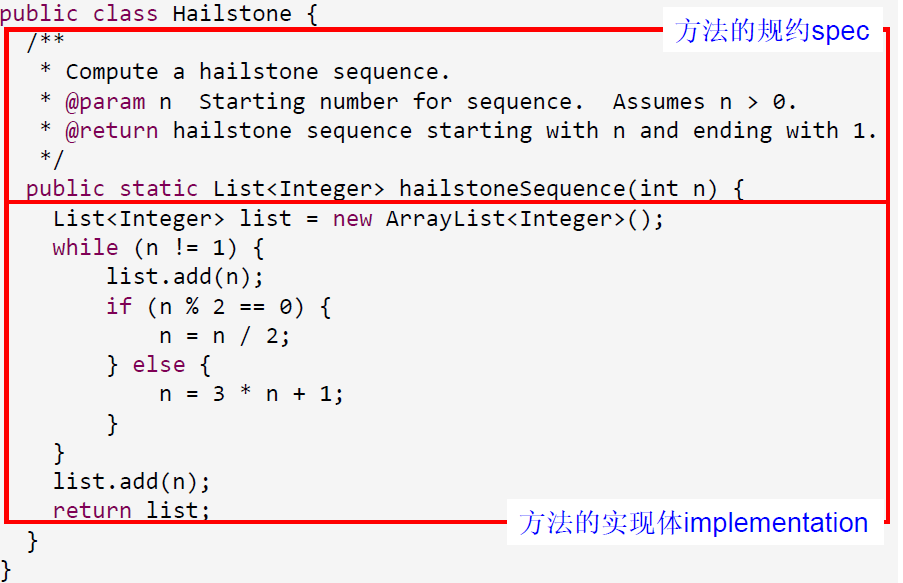 public class Hailstone {
方法的规约spec
/**
* Compute a hailstone sequence.
* @param n  Starting number for sequence.  Assumes n > 0.
* @return hailstone sequence starting with n and ending with 1.
*/
public static List<Integer> hailstoneSequence(int n) {
List<Integer> list = new ArrayList<Integer>();
while (n != 1) {
list.add(n);
if (n % 2 == 0) {
n = n / 2;
} else {
n = 3 * n + 1;
}
}
list.add(n);
return list;
方法的实现体implementation
}
}